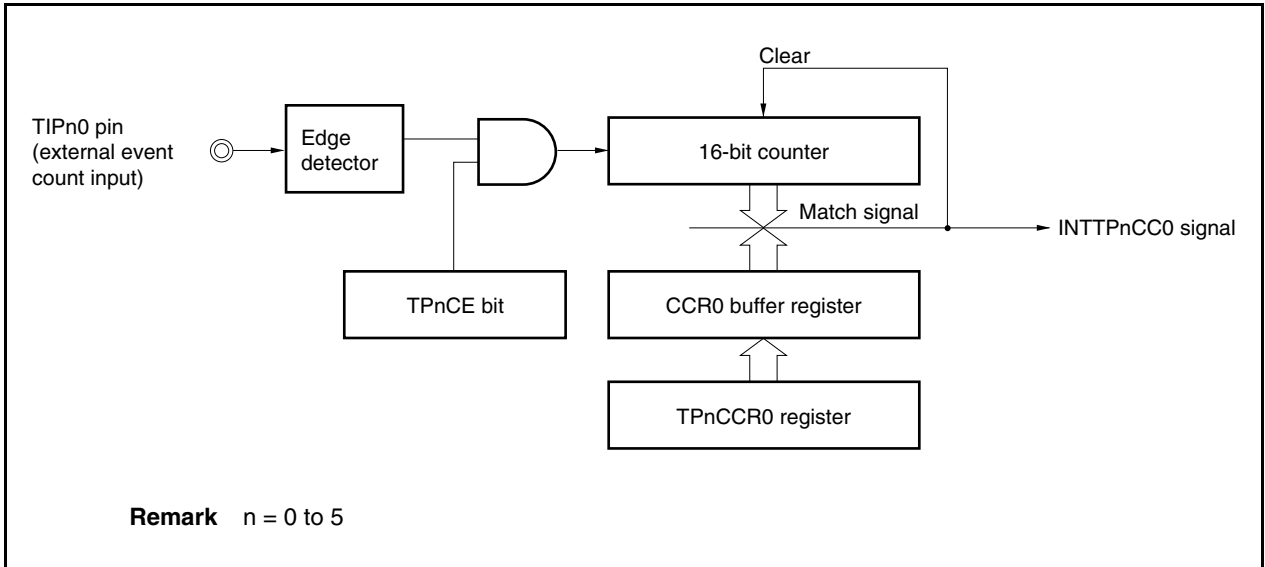 Clear
TIPn0 pin
(external event
count input)
Edge
detector
16-bit counter
Match signal
INTTPnCC0 signal
TPnCE bit
CCR0 buffer register
TPnCCR0 register
Remark n = 0 to 5